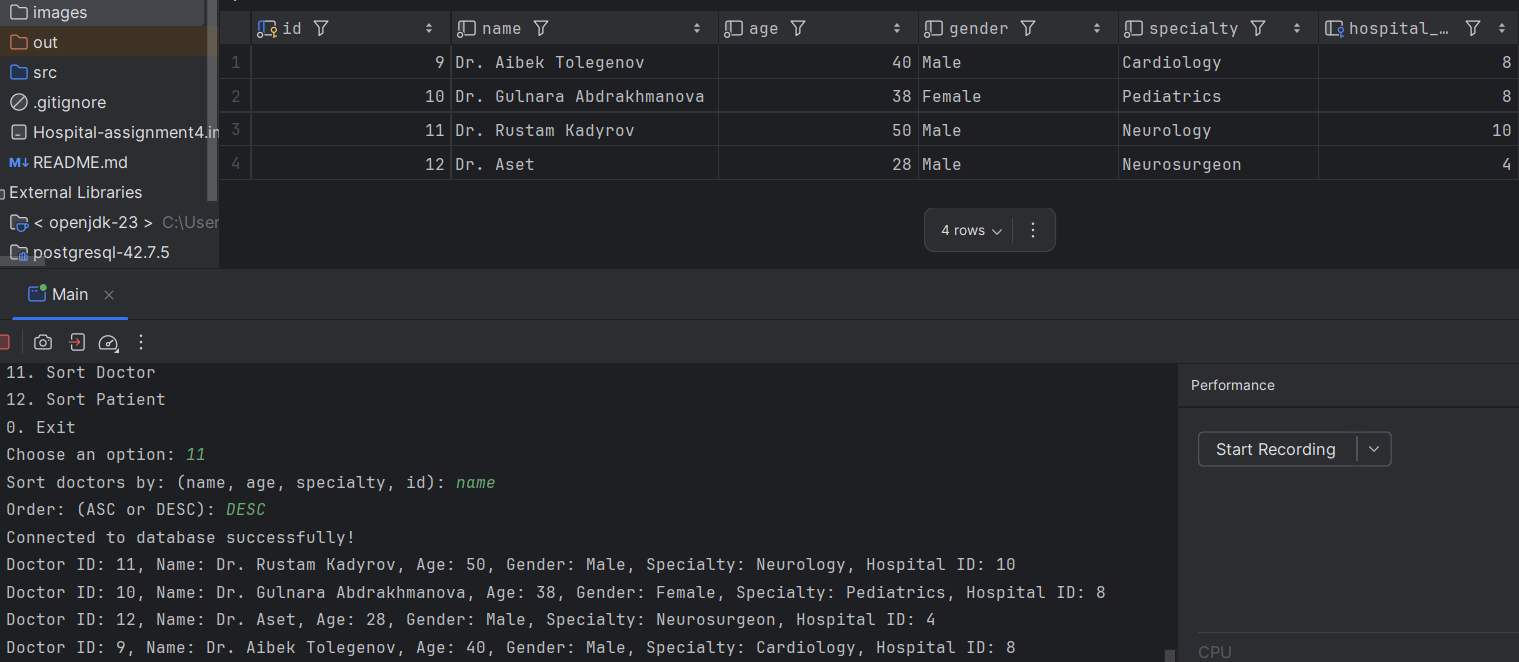 images
out
src
.gitignore
Hospital-assignment4.im
README.md
External Libraries
< openjdk-23 > C:\User
postgresql-42.7.5
id name age gender specialty hospital_…
1 9 Dr. Aibek Tolegenov 40 Male Cardiology 8
2 10 Dr. Gulnara Abdrakhmanova 38 Female Pediatrics 8
3 11 Dr. Rustam Kadyrov 50 Male Neurology 10
4 12 Dr. Aset 28 Male Neurosurgeon 4
4 rows
Main
11. Sort Doctor
12. Sort Patient
0. Exit
Choose an option: 11
Sort doctors by: (name, age, specialty, id): name
Order: (ASC or DESC): DESC
Connected to database successfully!
Doctor ID: 11, Name: Dr. Rustam Kadyrov, Age: 50, Gender: Male, Specialty: Neurology, Hospital ID: 10
Doctor ID: 10, Name: Dr. Gulnara Abdrakhmanova, Age: 38, Gender: Female, Specialty: Pediatrics, Hospital ID: 8
Doctor ID: 12, Name: Dr. Aset, Age: 28, Gender: Male, Specialty: Neurosurgeon, Hospital ID: 4
Doctor ID: 9, Name: Dr. Aibek Tolegenov, Age: 40, Gender: Male, Specialty: Cardiology, Hospital ID: 8
Performance
Start Recording
CPU